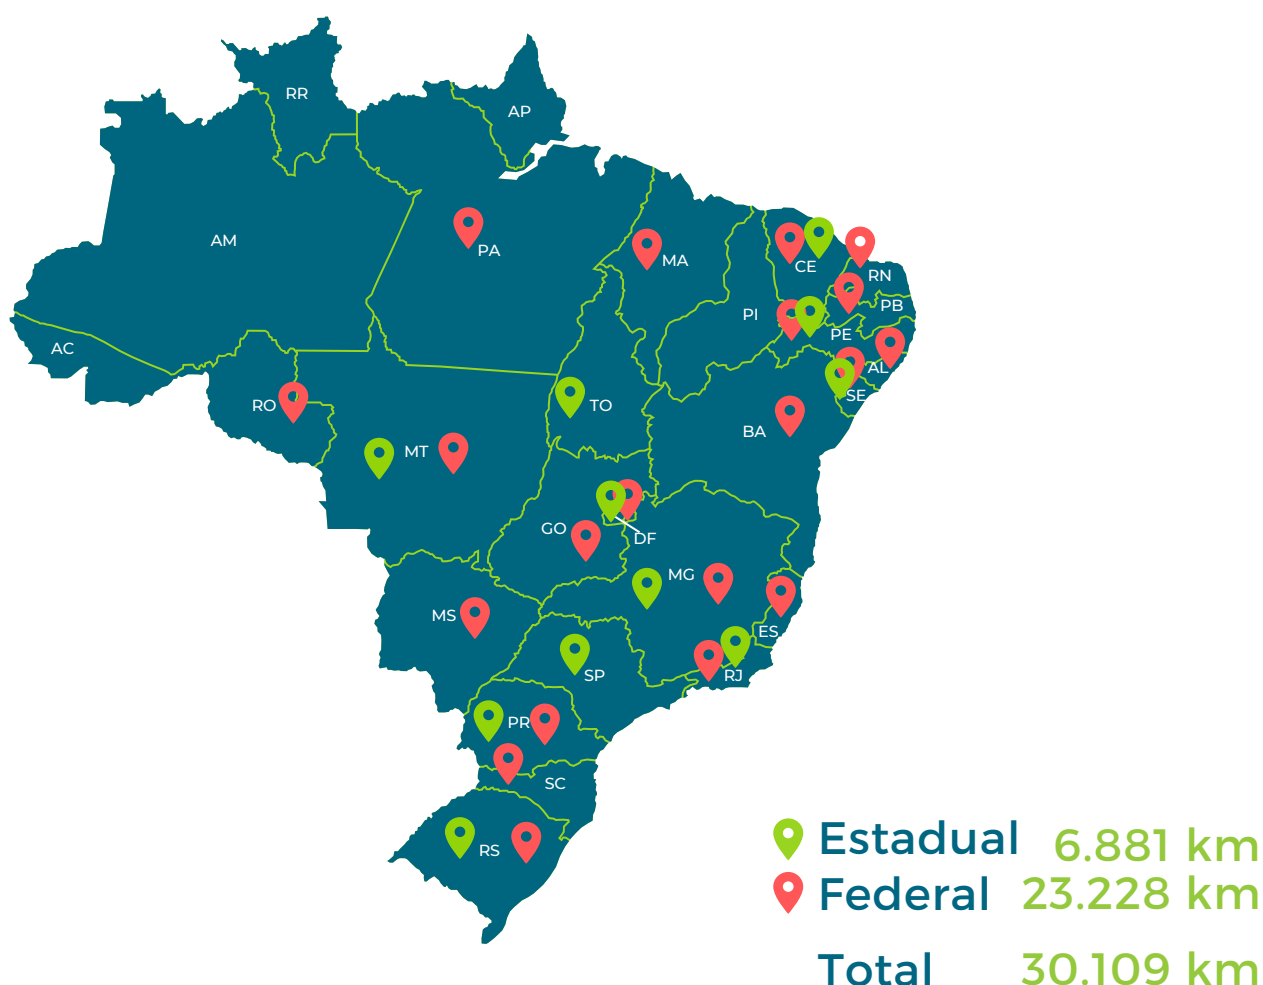 RR
AP
AM
PA
MA
CE
RN
PI
PB
PE
AC
AL
SE
RO
TO
BA
MT
GO
DF
MG
MS
ES
SP
RJ
PR
SC
RS
Estadual 6.881 km
Federal 23.228 km
Total 30.109 km